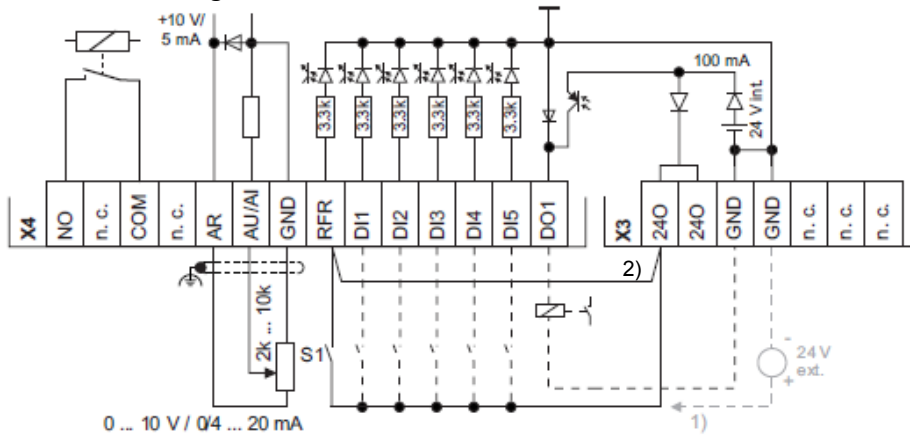 +10 V/
5 mA
100 mA
24 V int.
3.3k
3.3k
3.3k
3.3k
3.3k
3.3k
X4
NO
n. c.
COM
n. c.
AR
AU/AI
GND
RFR
DI1
DI2
DI3
DI4
DI5
DO1
X3
24O
24O
GND
GND
n. c.
n. c.
n. c.
2)
2k ... 10k
S1
-
24 V
ext.
+
1)
0 ... 10 V / 0/4 ... 20 mA